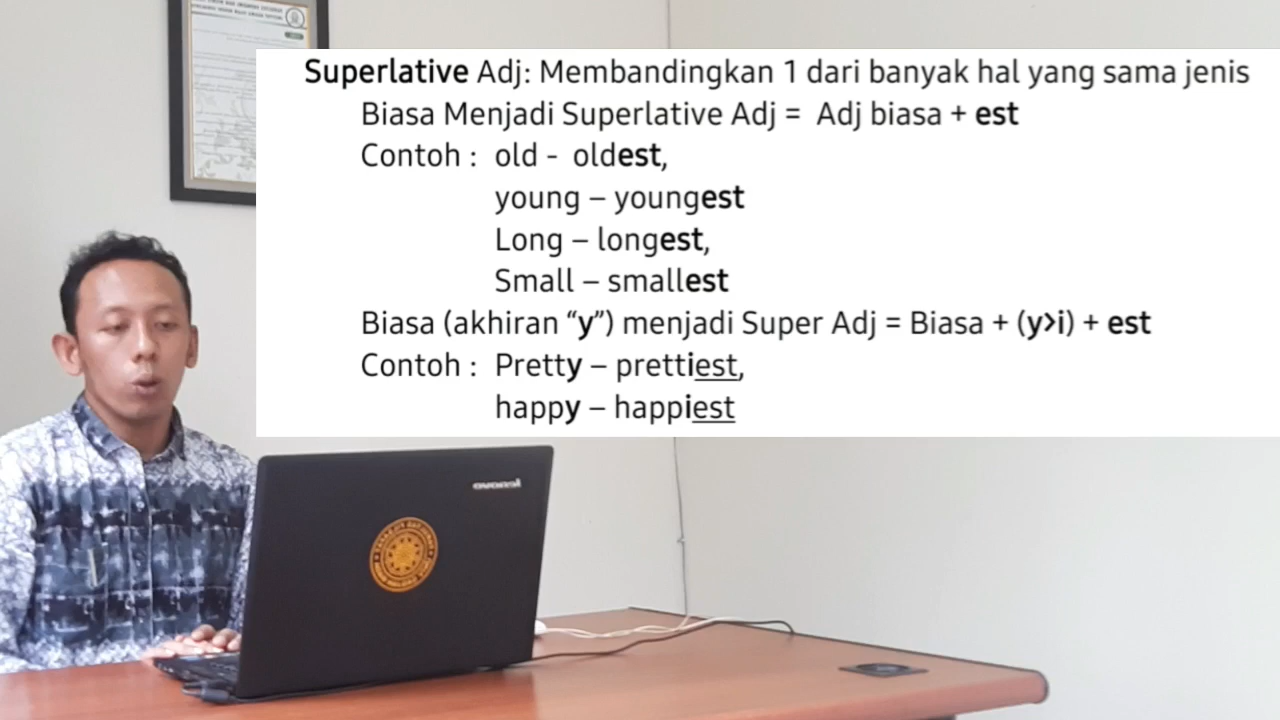 Superlative Adj: Membandingkan 1 dari banyak hal yang sama jenis
Biasa Menjadi Superlative Adj = Adj biasa + est
Contoh : old - oldest,
young – youngest
Long – longest,
Small – smallest
Biasa (akhiran “y”) menjadi Super Adj = Biasa + (y>i) + est
Contoh : Pretty – prettiest,
happy – happiest
lenovo